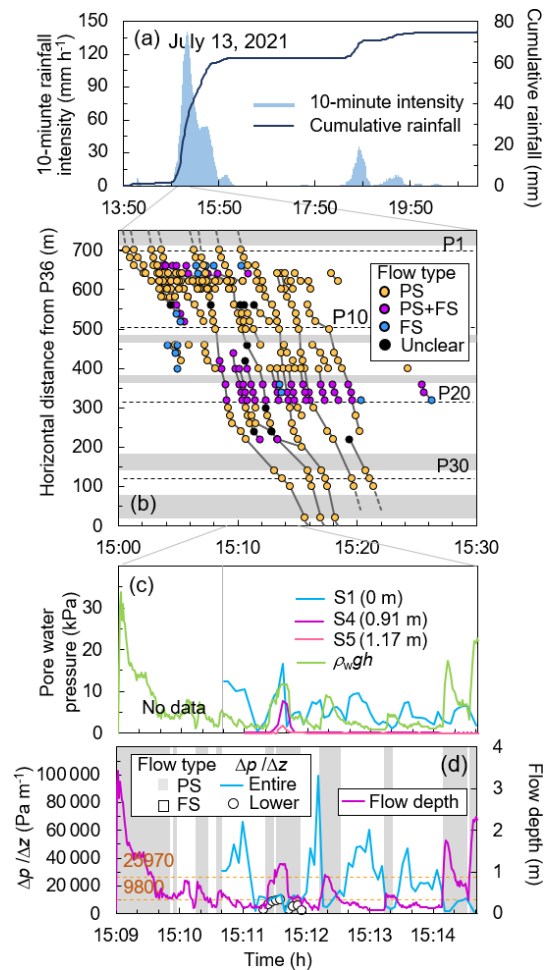 (a) July 13, 2021
10-miunte rainfall
intensity (mm h⁻¹)
150
120
90
60
30
0
10-minute intensity
Cumulative rainfall
80
60
40
20
0
Cumulative rainfall
(mm)
13:50
15:50
17:50
19:50
Horizontal distance from P36 (m)
700
600
500
400
300
200
100
0
P1
P10
P20
P30
Flow type
PS
PS+FS
FS
Unclear
(b)
15:00
15:10
15:20
15:30
(c)
Pore water
pressure (kPa)
30
20
10
0
No data
S1 (0 m)
S4 (0.91 m)
S5 (1.17 m)
ρwgh
(d)
Δp /Δz (Pa m⁻¹)
100 000
80 000
60 000
40 000
20 000
0
25970
9800
Flow type
PS
FS
Δp /Δz
Entire
Lower
Flow depth
4
3
2
1
0
Flow depth (m)
15:09
15:10
15:11
15:12
15:13
15:14
Time (h)